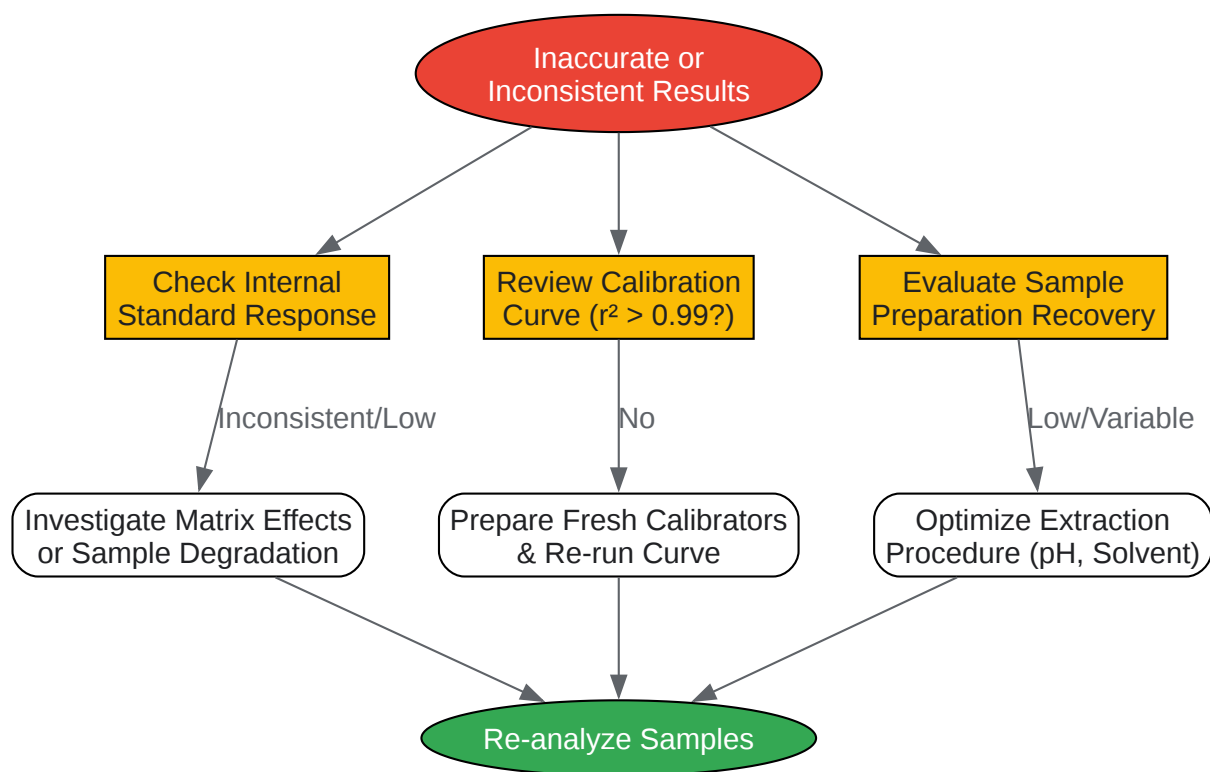 Inaccurate or
Inconsistent Results
Check Internal
Standard Response
Review Calibration
Curve (r² > 0.99?)
Evaluate Sample
Preparation Recovery
Inconsistent/Low
No
Low/Variable
Investigate Matrix Effects
or Sample Degradation
Prepare Fresh Calibrators
& Re-run Curve
Optimize Extraction
Procedure (pH, Solvent)
Re-analyze Samples